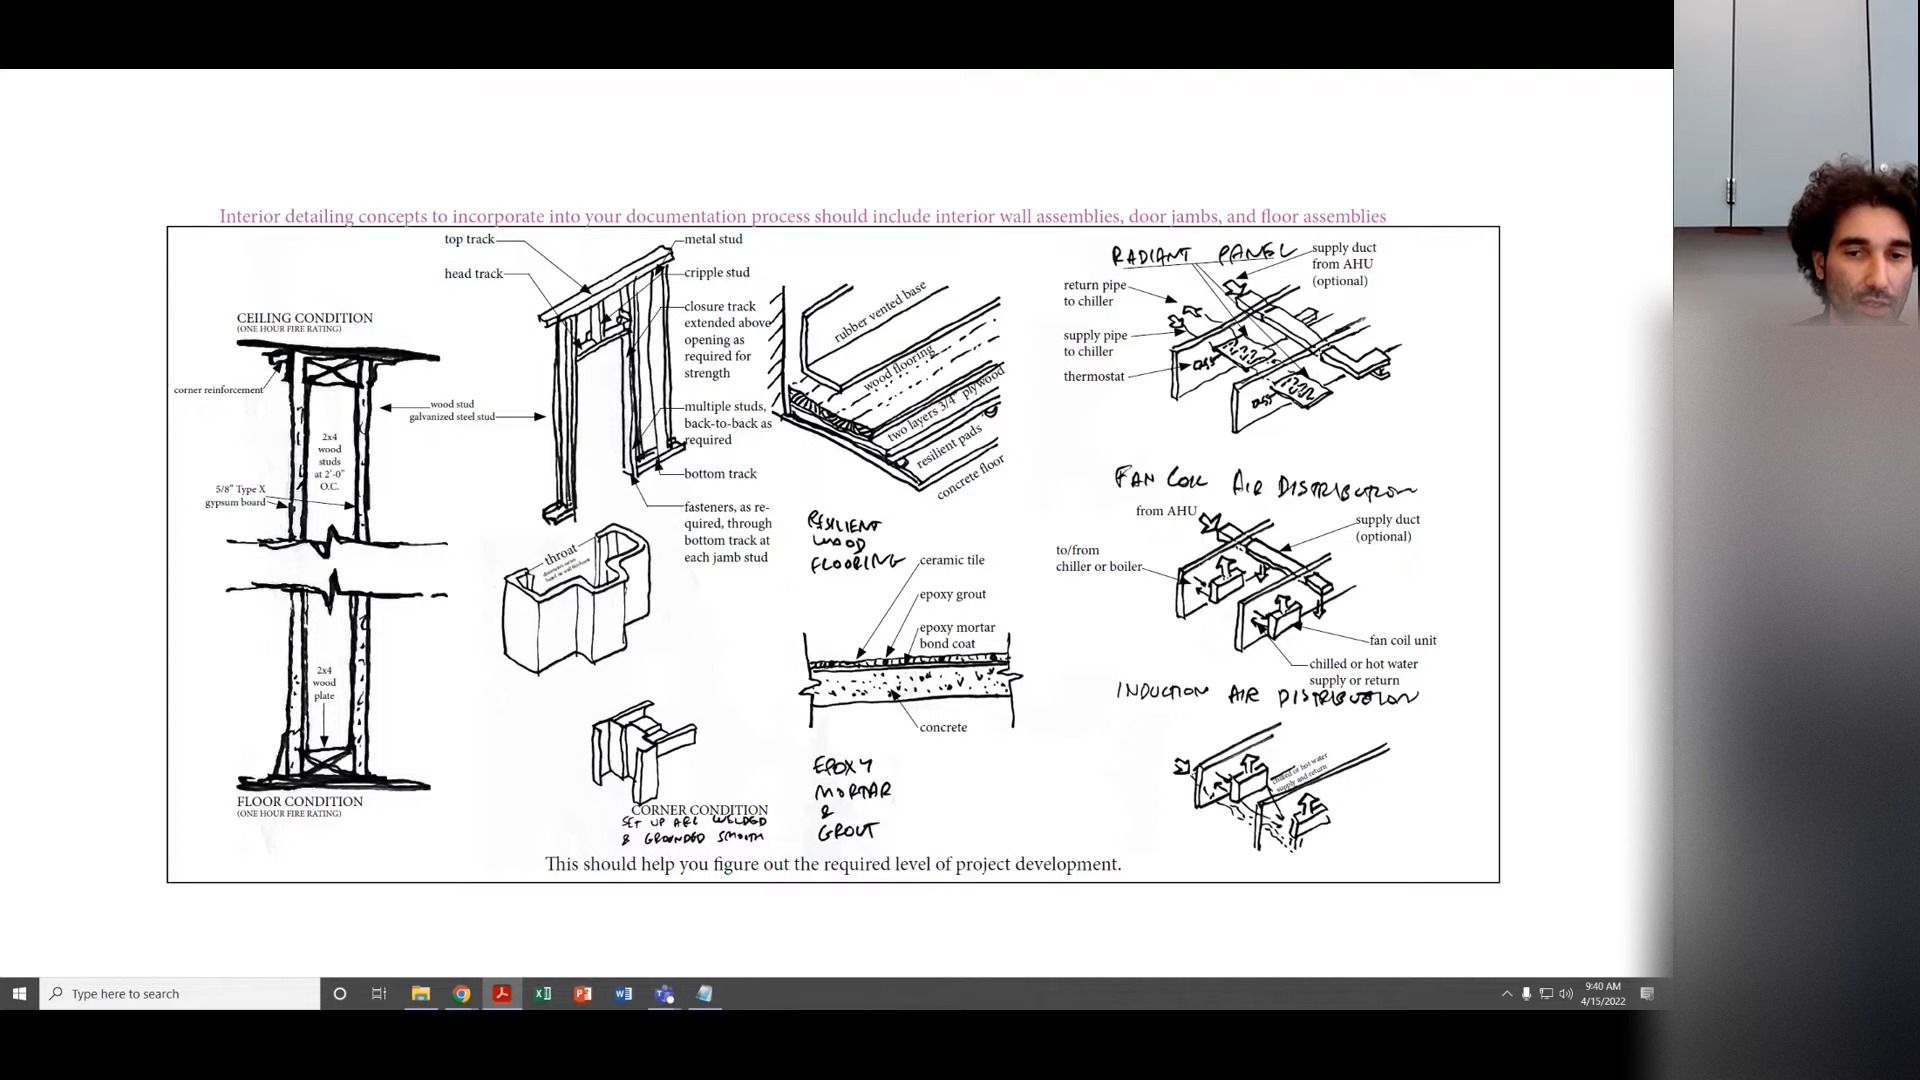 Interior detailing concepts to incorporate into your documentation process should include interior wall assemblies, door jambs, and floor assemblies
CEILING CONDITION
(ONE HOUR FIRE RATING)
corner reinforcement
2x4
wood
studs
at 2'-0"
O.C.
5/8" Type X
gypsum board
2x4
wood
plate
FLOOR CONDITION
(ONE HOUR FIRE RATING)
wood stud
galvanized steel stud
top track
head track
metal stud
cripple stud
closure track
extended above
opening as
required for
strength
multiple studs,
back-to-back as
required
bottom track
fasteners, as re-
quired, through
bottom track at
each jamb stud
throat
CORNER CONDITION
SET UP ARC WELDED
& GROUNDED SMOOTH
rubber vented base
wood flooring
two layers 3/4" plywood
resilient pads
concrete floor
RESILIENT
WOOD
FLOORING
ceramic tile
epoxy grout
epoxy mortar
bond coat
concrete
EPOXY
MORTAR
&
GROUT
RADIANT PANEL
supply duct
from AHU
(optional)
return pipe
to chiller
supply pipe
to chiller
thermostat
FAN COIL AIR DISTRIBUTION
from AHU
supply duct
(optional)
to/from
chiller or boiler
fan coil unit
chilled or hot water
supply or return
INDUCTION AIR DISTRIBUTION
chilled or hot water
supply and return
This should help you figure out the required level of project development.
Type here to search
9:40 AM
4/15/2022